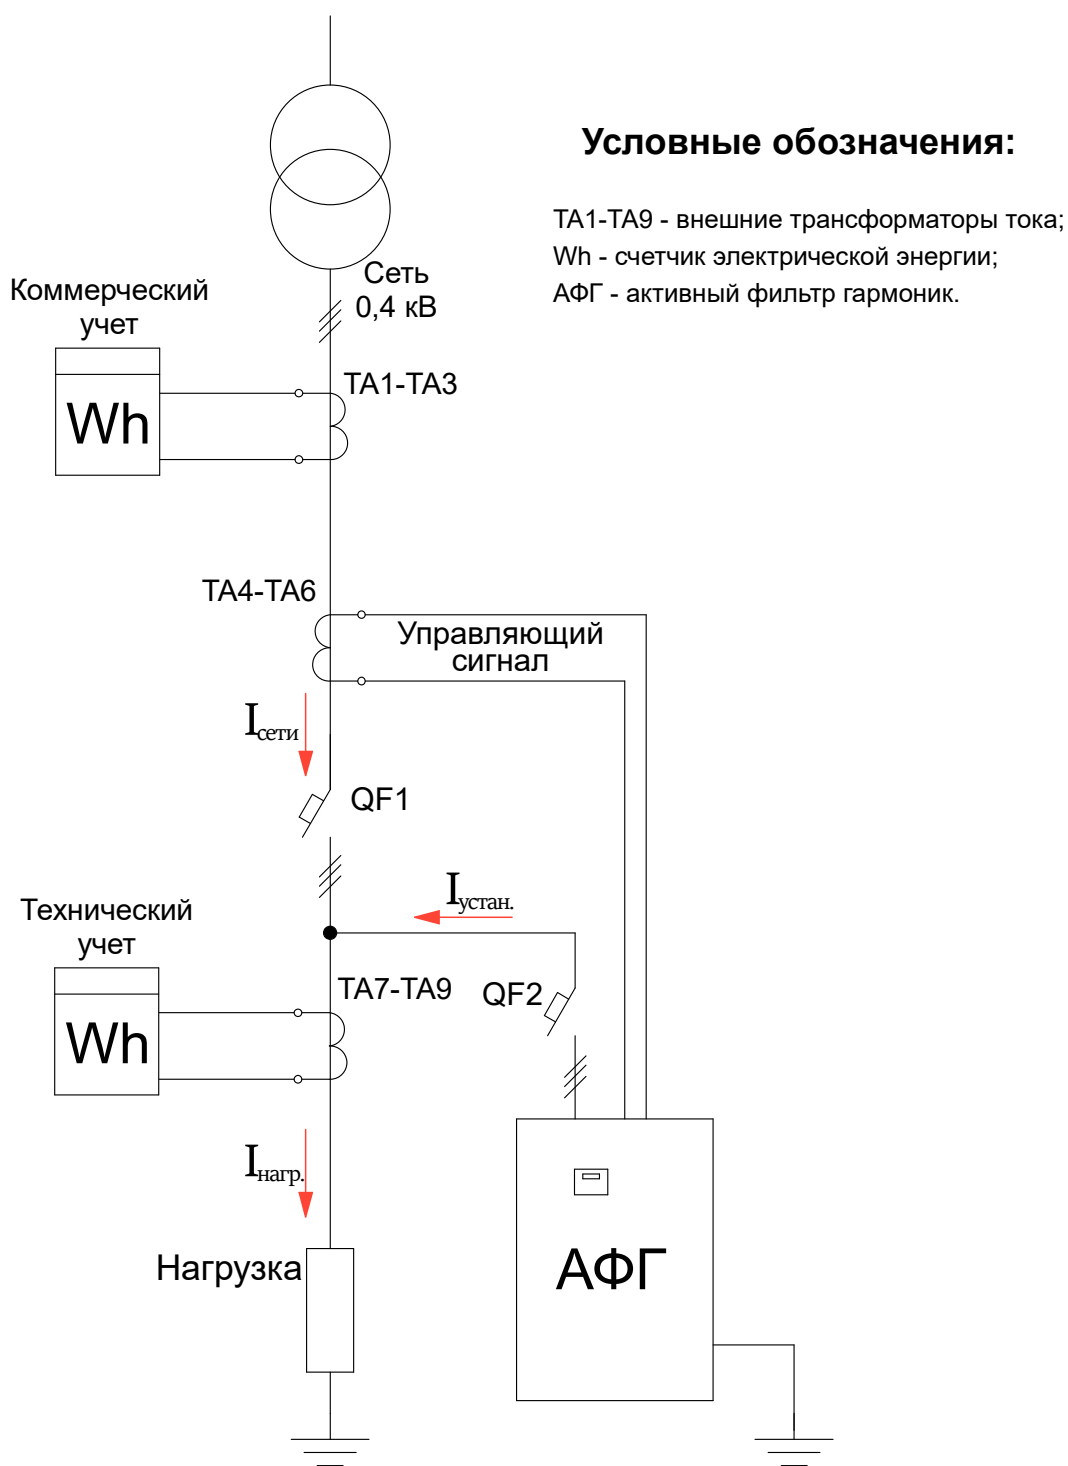 Условные обозначения:
ТА1-ТА9 - внешние трансформаторы тока;
Wh - счетчик электрической энергии;
АФГ - активный фильтр гармоник.
Сеть
0,4 кВ
Коммерческий
учет
Wh
ТА1-ТА3
ТА4-ТА6
Управляющий
сигнал
Iсети
QF1
Iустан.
Технический
учет
Wh
ТА7-ТА9
QF2
Iнагр.
Нагрузка
АФГ